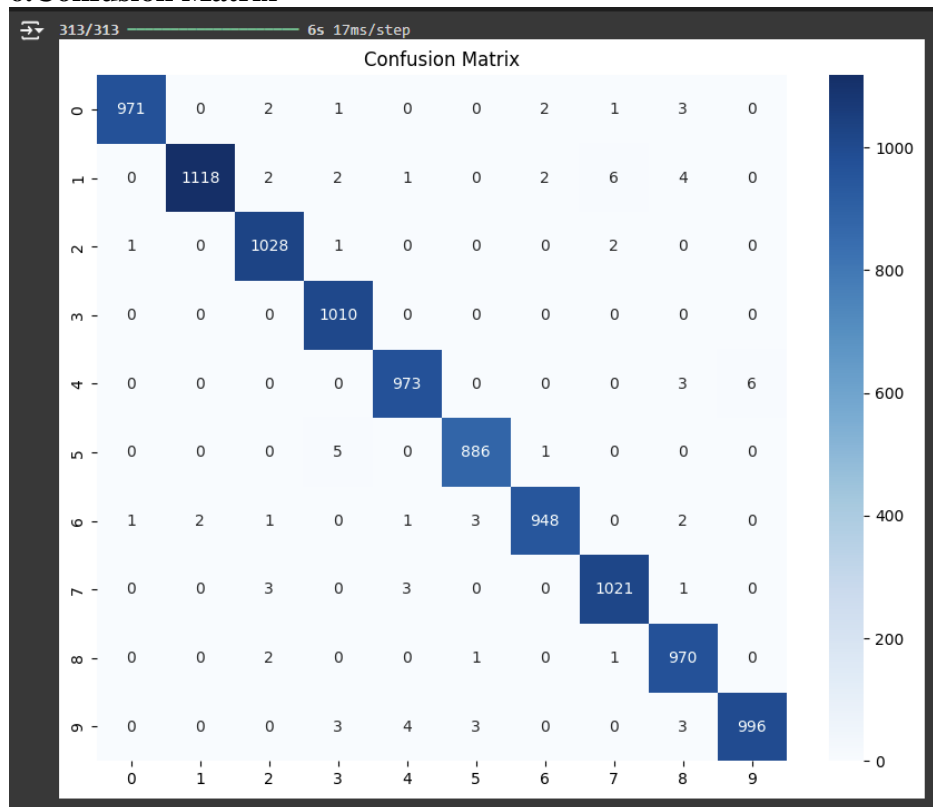 313/313 ━━━━━━━━━━━━━━━━━━━━ 6s 17ms/step
Confusion Matrix
0 971 0 2 1 0 0 2 1 3 0
1 0 1118 2 2 1 0 2 6 4 0
2 1 0 1028 1 0 0 0 2 0 0
3 0 0 0 1010 0 0 0 0 0 0
4 0 0 0 0 973 0 0 0 3 6
5 0 0 0 5 0 886 1 0 0 0
6 1 2 1 0 1 3 948 0 2 0
7 0 0 3 0 3 0 0 1021 1 0
8 0 0 2 0 0 1 0 1 970 0
9 0 0 0 3 4 3 0 0 3 996
0 1 2 3 4 5 6 7 8 9
1000
800
600
400
200
0